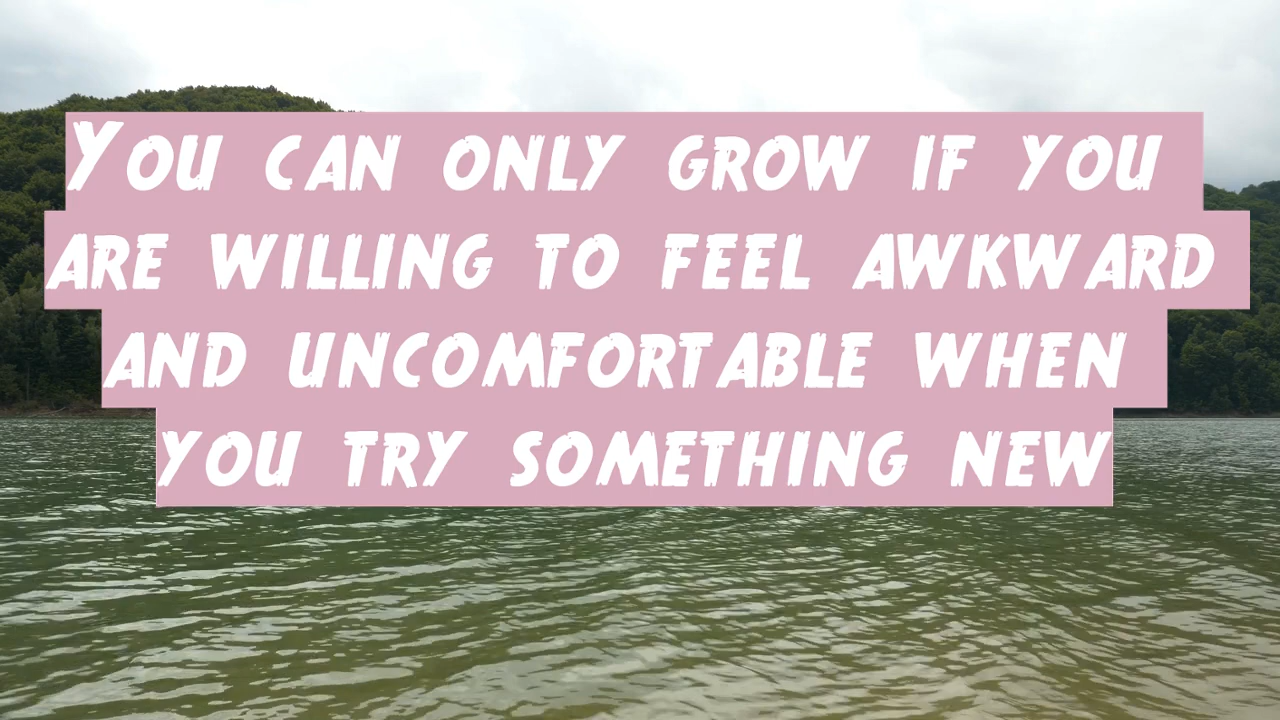 You can only grow if you
are willing to feel awkward
and uncomfortable when
you try something new